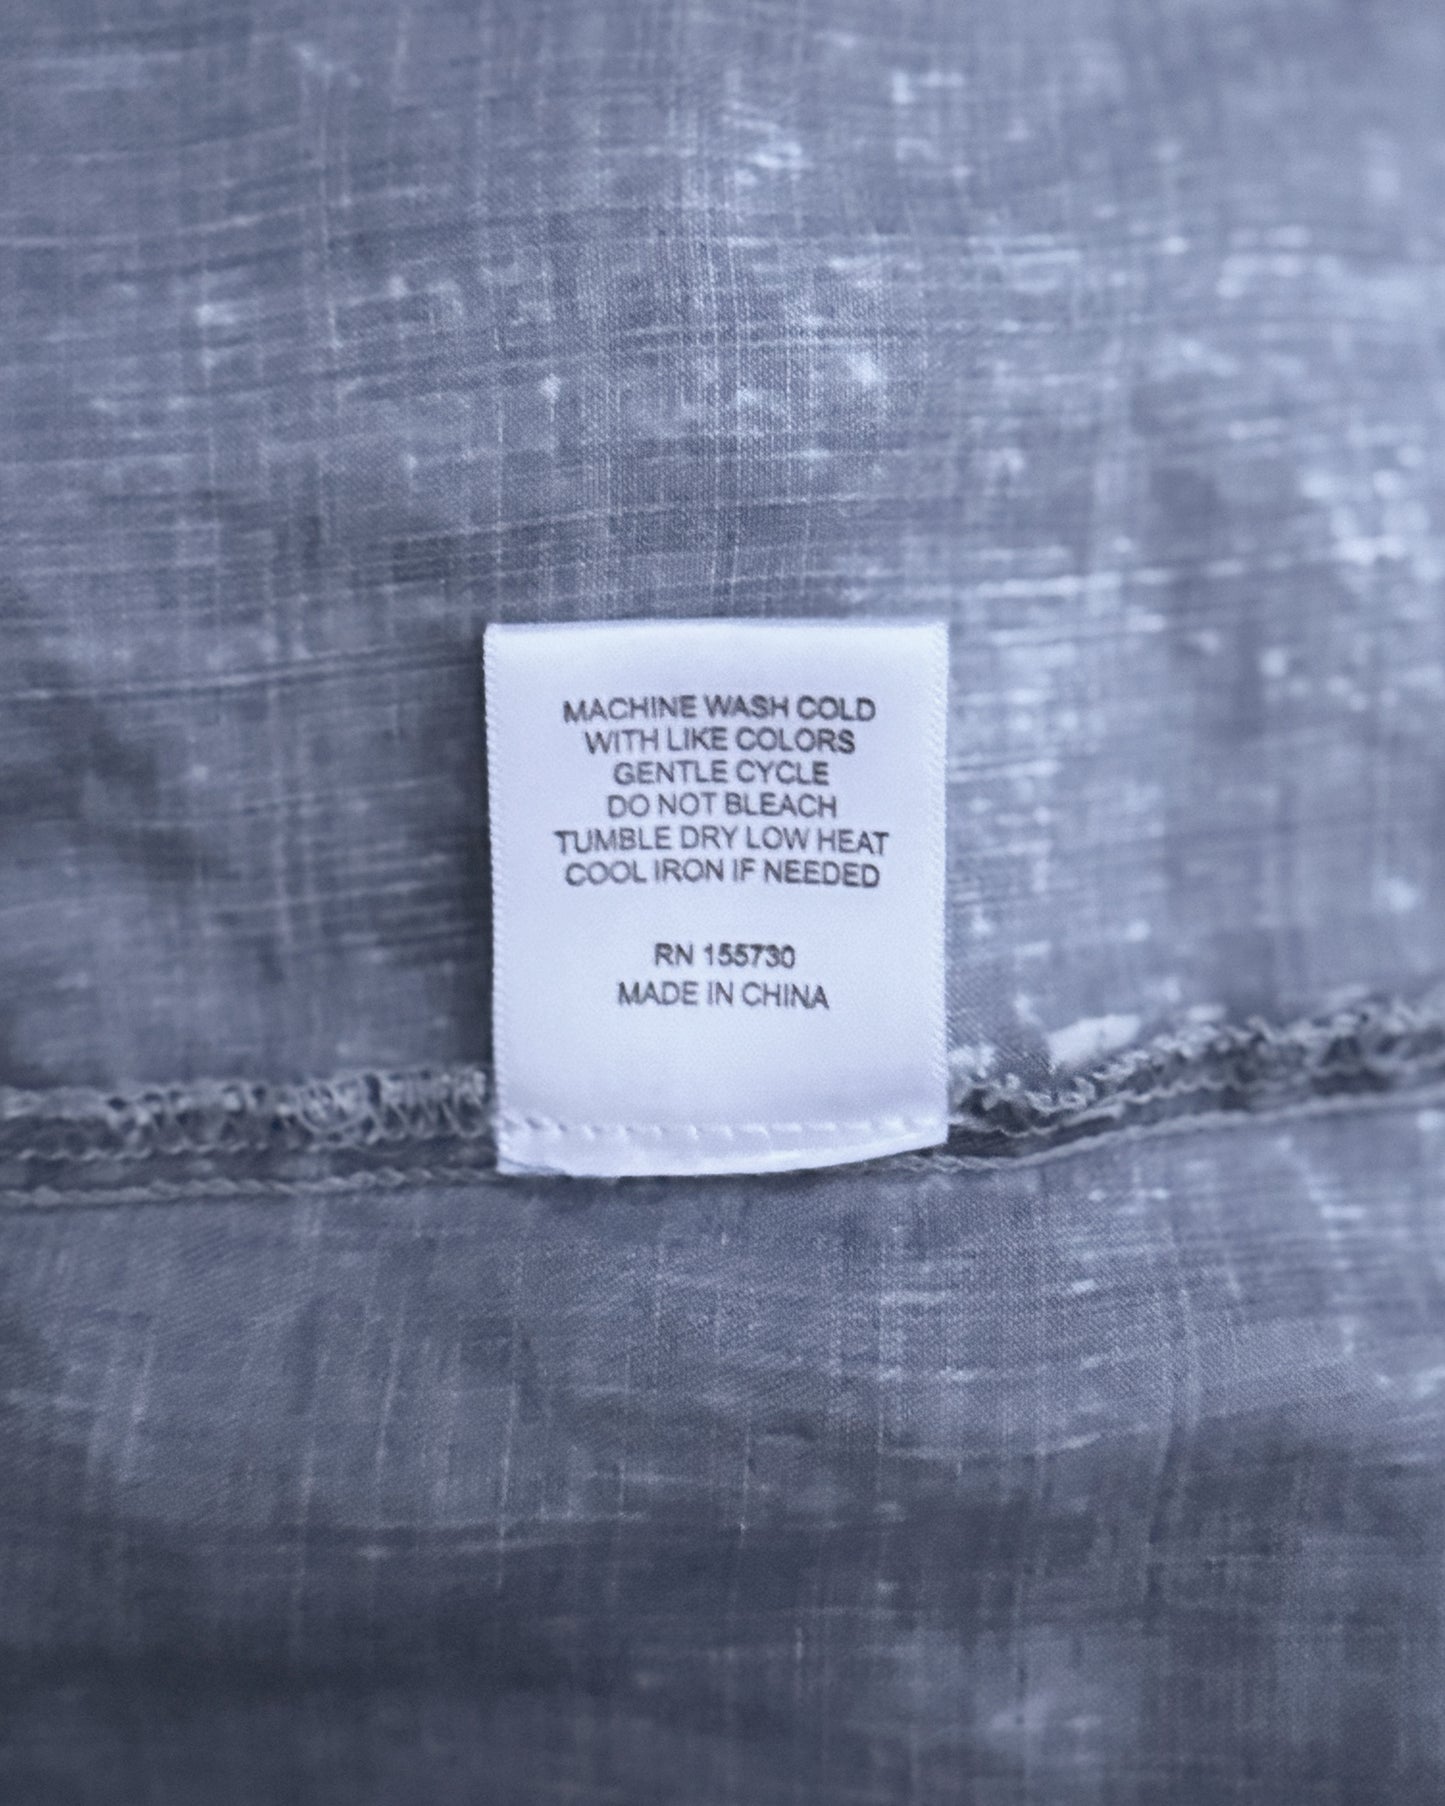 MACHINE WASH COLD
WITH LIKE COLORS
GENTLE CYCLE
DO NOT BLEACH
TUMBLE DRY LOW HEAT
COOL IRON IF NEEDED
RN 155730
MADE IN CHINA